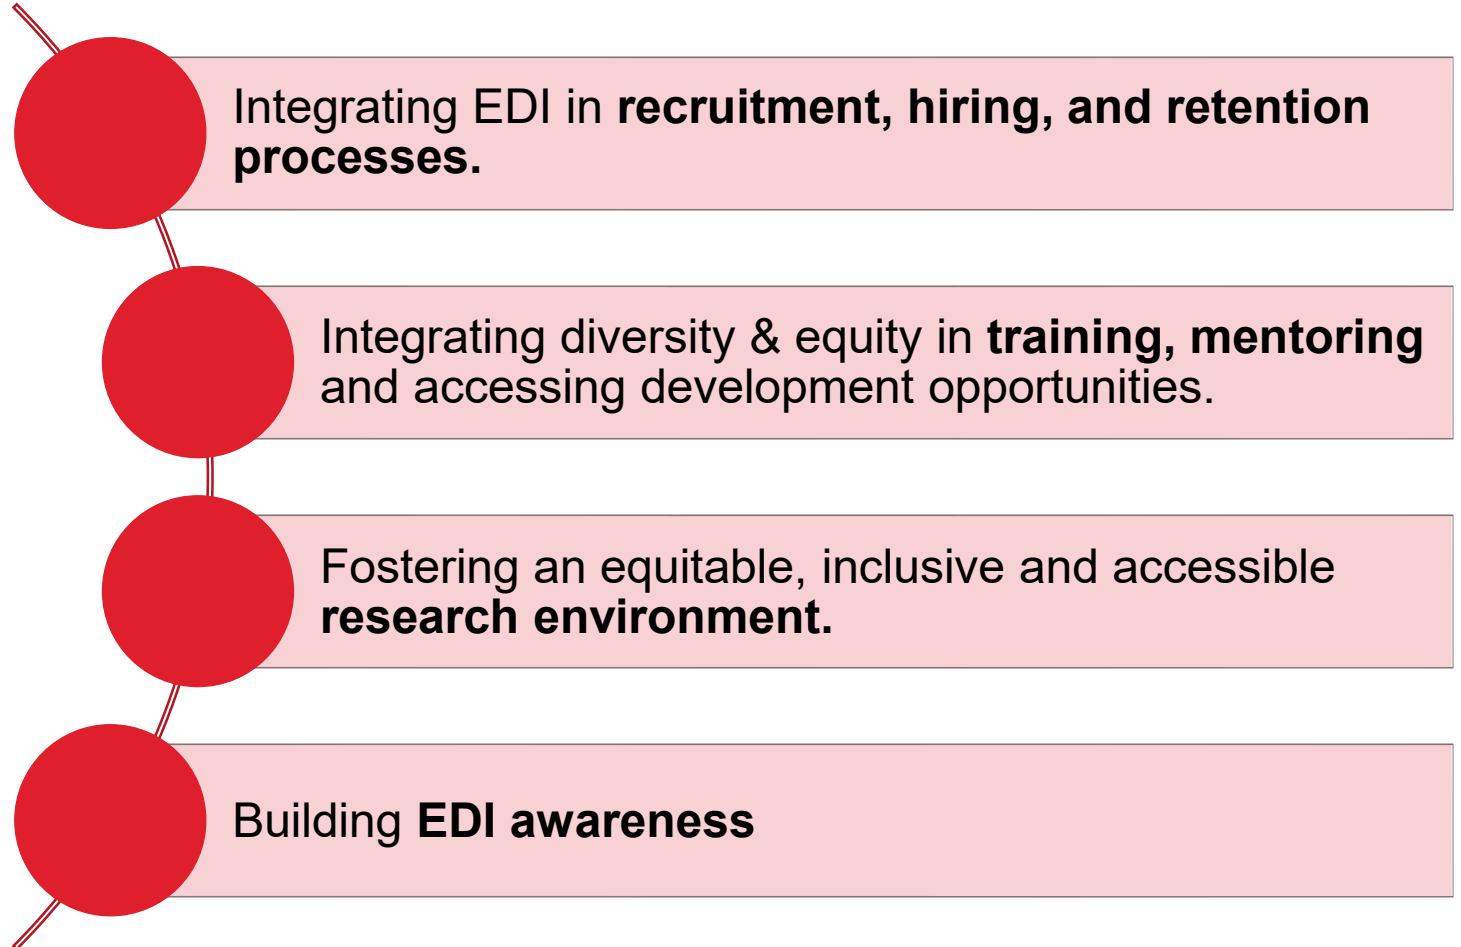 Integrating EDI in recruitment, hiring, and retention
processes.
Integrating diversity & equity in training, mentoring
and accessing development opportunities.
Fostering an equitable, inclusive and accessible
research environment.
Building EDI awareness